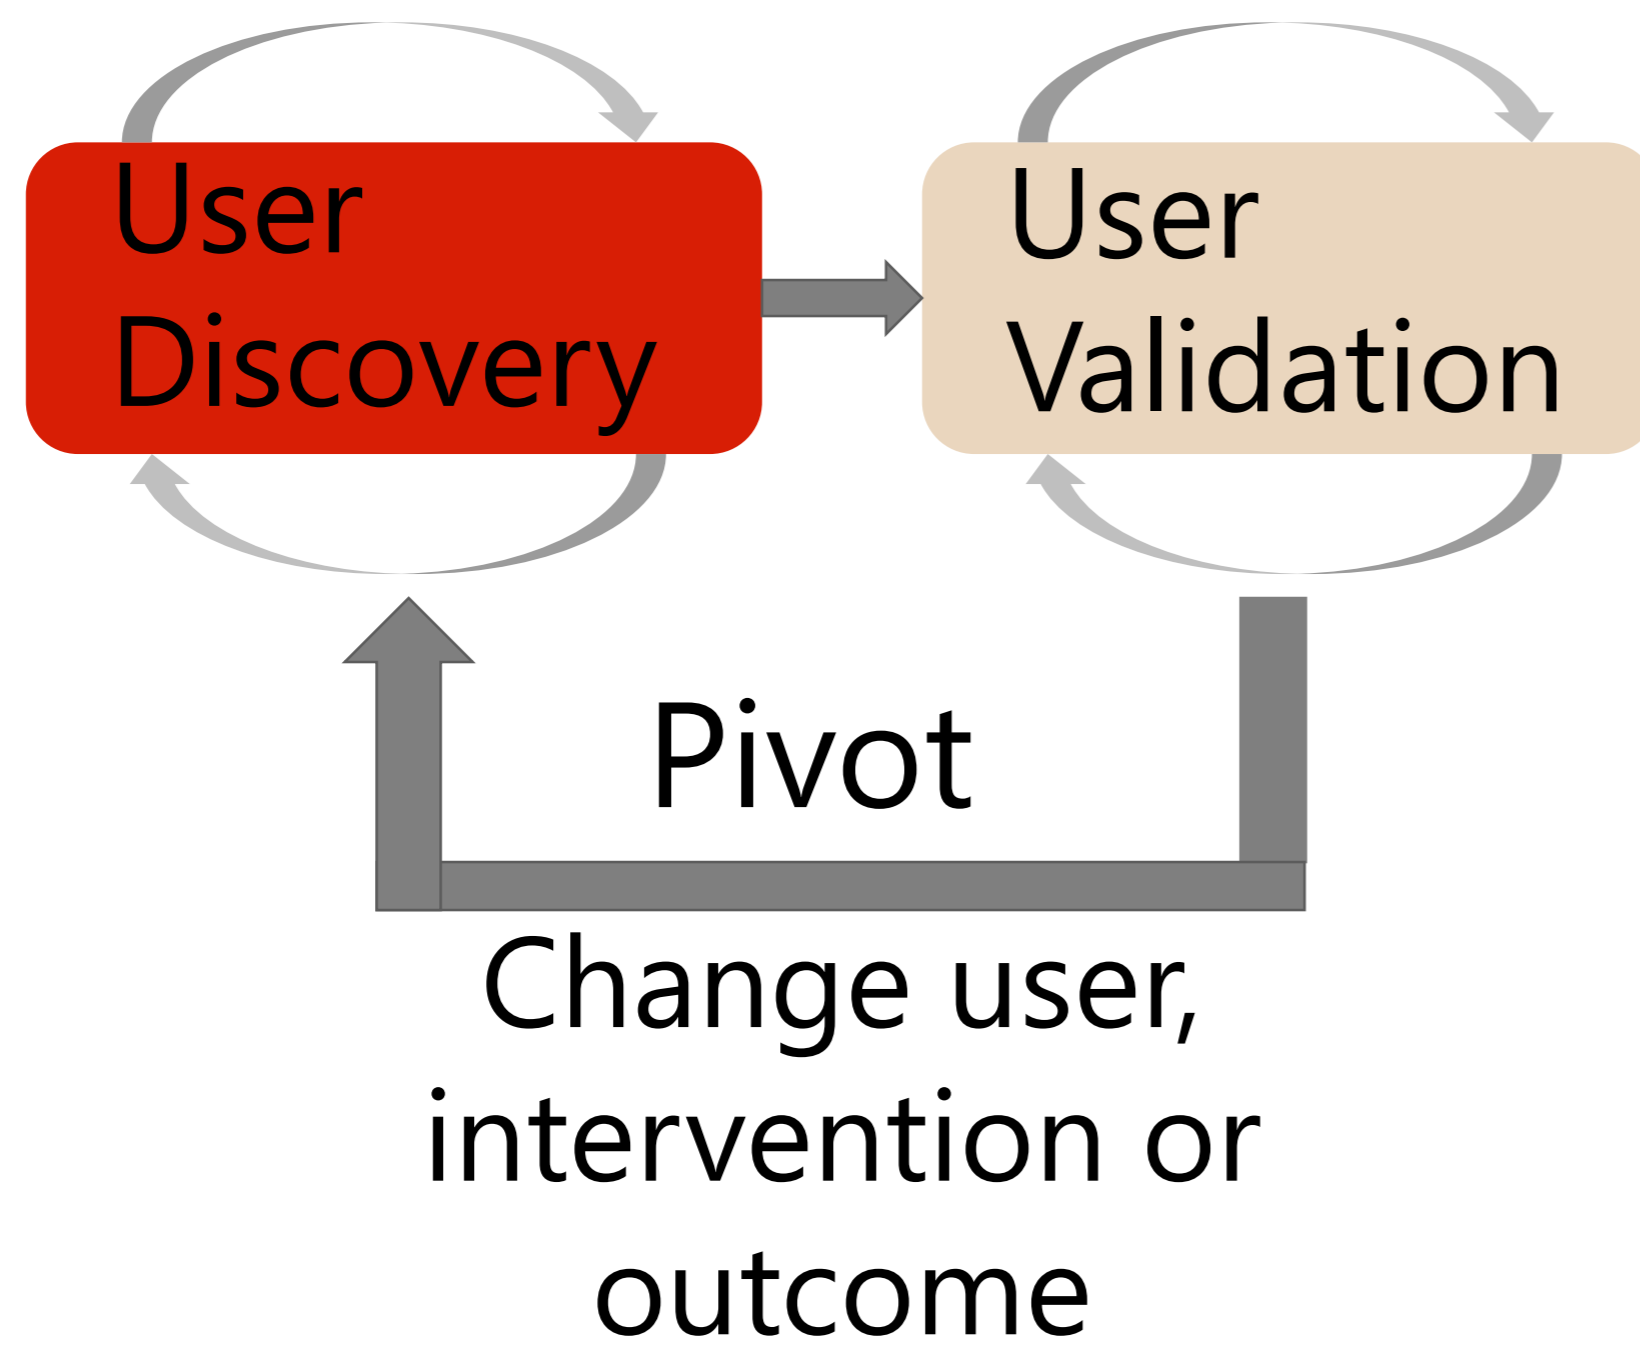 User
Discovery
User
Validation
Pivot
Change user,
intervention or
outcome